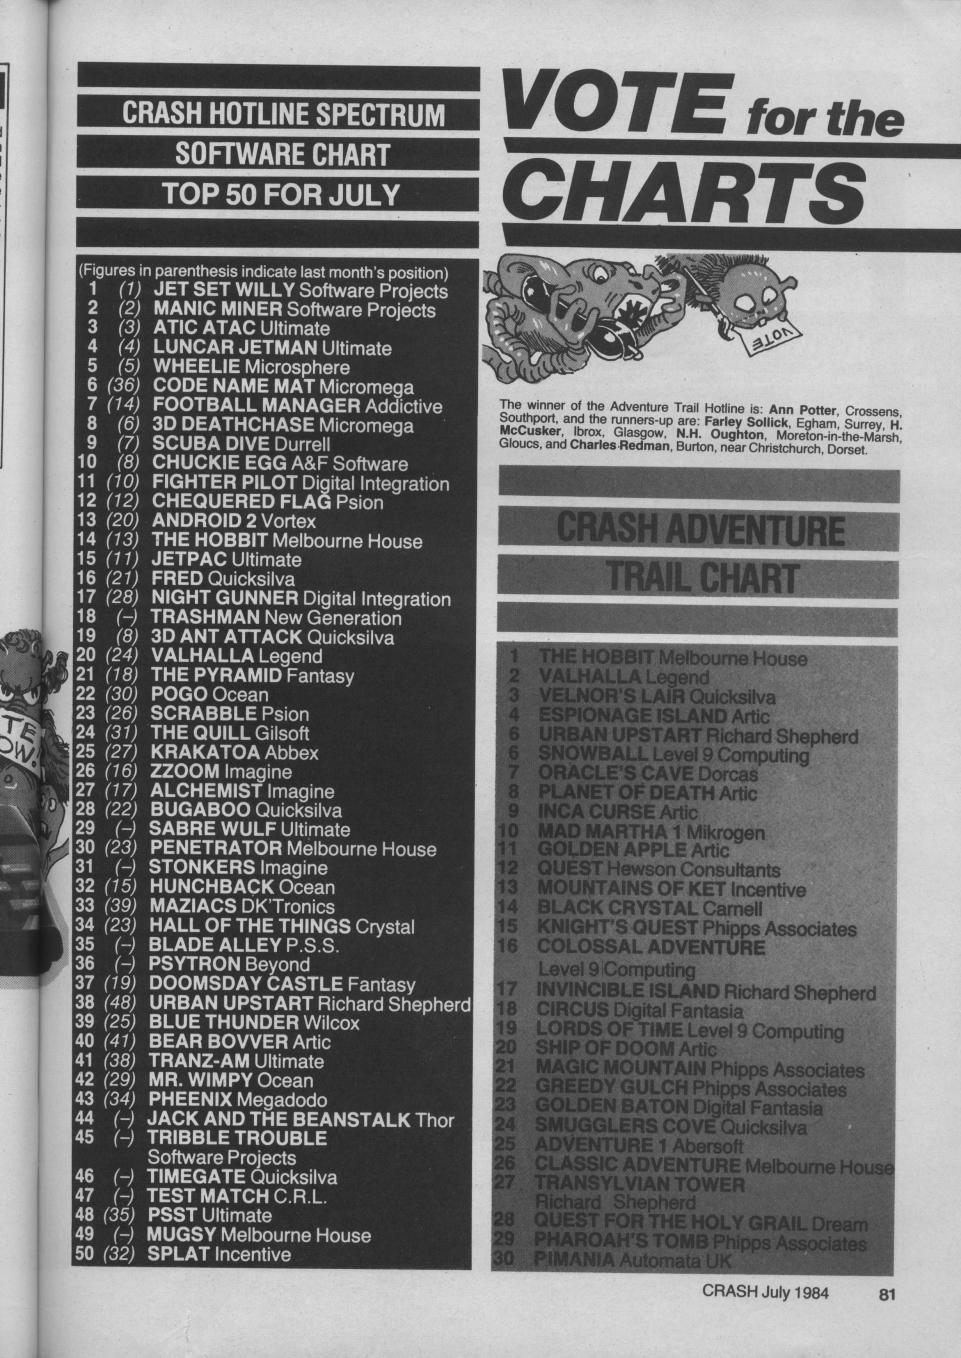 CRASH HOTLINE SPECTRUM
SOFTWARE CHART
TOP 50 FOR JULY
(Figures in parenthesis indicate last month's position)
1 (1) JET SET WILLY Software Projects
2 (2) MANIC MINER Software Projects
3 (3) ATIC ATAC Ultimate
4 (4) LUNCAR JETMAN Ultimate
5 (5) WHEELIE Microsphere
6 (36) CODE NAME MAT Micromega
7 (14) FOOTBALL MANAGER Addictive
8 (6) 3D DEATHCHASE Micromega
9 (7) SCUBA DIVE Durrell
10 (8) CHUCKIE EGG A&F Software
11 (10) FIGHTER PILOT Digital Integration
12 (12) CHEQUERED FLAG Psion
13 (20) ANDROID 2 Vortex
14 (13) THE HOBBIT Melbourne House
15 (11) JETPAC Ultimate
16 (21) FRED Quicksilva
17 (28) NIGHT GUNNER Digital Integration
18 (–) TRASHMAN New Generation
19 (8) 3D ANT ATTACK Quicksilva
20 (24) VALHALLA Legend
21 (18) THE PYRAMID Fantasy
22 (30) POGO Ocean
23 (26) SCRABBLE Psion
24 (31) THE QUILL Gilsoft
25 (27) KRAKATOA Abbex
26 (16) ZZOOM Imagine
27 (17) ALCHEMIST Imagine
28 (22) BUGABOO Quicksilva
29 (–) SABRE WULF Ultimate
30 (23) PENETRATOR Melbourne House
31 (–) STONKERS Imagine
32 (15) HUNCHBACK Ocean
33 (39) MAZIACS DK'Tronics
34 (23) HALL OF THE THINGS Crystal
35 (–) BLADE ALLEY P.S.S.
36 (–) PSYTRON Beyond
37 (19) DOOMSDAY CASTLE Fantasy
38 (48) URBAN UPSTART Richard Shepherd
39 (25) BLUE THUNDER Wilcox
40 (41) BEAR BOVVER Artic
41 (38) TRANZ-AM Ultimate
42 (29) MR. WIMPY Ocean
43 (34) PHEENIX Megadodo
44 (–) JACK AND THE BEANSTALK Thor
45 (–) TRIBBLE TROUBLE
Software Projects
46 (–) TIMEGATE Quicksilva
47 (–) TEST MATCH C.R.L.
48 (35) PSST Ultimate
49 (–) MUGSY Melbourne House
50 (32) SPLAT Incentive
VOTE for the
CHARTS
VOTE
The winner of the Adventure Trail Hotline is: Ann Potter, Crossens,
Southport, and the runners-up are: Farley Sollick, Egham, Surrey, H.
McCusker, Ibrox, Glasgow, N.H. Oughton, Moreton-in-the-Marsh,
Gloucs, and Charles Redman, Burton, near Christchurch, Dorset.
CRASH ADVENTURE
TRAIL CHART
1 THE HOBBIT Melbourne House
2 VALHALLA Legend
3 VELNOR'S LAIR Quicksilva
4 ESPIONAGE ISLAND Artic
6 URBAN UPSTART Richard Shepherd
6 SNOWBALL Level 9 Computing
7 ORACLE'S CAVE Dorcas
8 PLANET OF DEATH Artic
9 INCA CURSE Artic
10 MAD MARTHA 1 Mikrogen
11 GOLDEN APPLE Artic
12 QUEST Hewson Consultants
13 MOUNTAINS OF KET Incentive
14 BLACK CRYSTAL Carnell
15 KNIGHT'S QUEST Phipps Associates
16 COLOSSAL ADVENTURE
Level 9 Computing
17 INVINCIBLE ISLAND Richard Shepherd
18 CIRCUS Digital Fantasia
19 LORDS OF TIME Level 9 Computing
20 SHIP OF DOOM Artic
21 MAGIC MOUNTAIN Phipps Associates
22 GREEDY GULCH Phipps Associates
23 GOLDEN BATON Digital Fantasia
24 SMUGGLERS COVE Quicksilva
25 ADVENTURE 1 Abersoft
26 CLASSIC ADVENTURE Melbourne House
27 TRANSYLVIAN TOWER
Richard Shepherd
28 QUEST FOR THE HOLY GRAIL Dream
29 PHAROAH'S TOMB Phipps Associates
30 PIMANIA Automata UK
CRASH July 1984 81